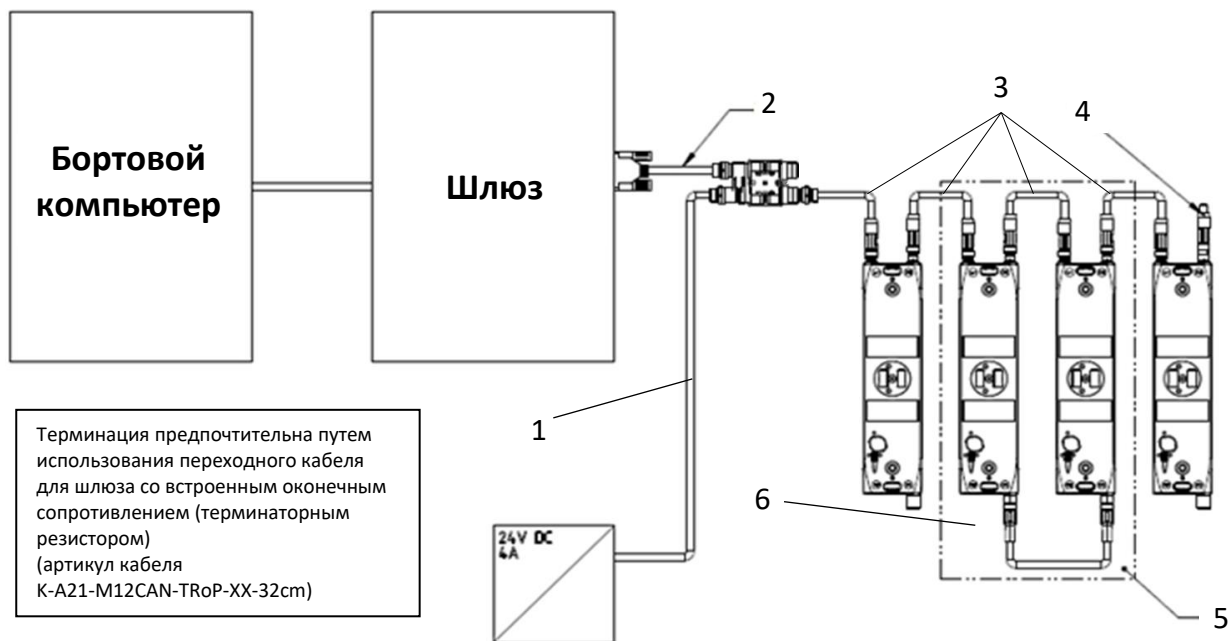 Бортовой
компьютер
Шлюз
2
3
4
1
6
5
Терминация предпочтительна путем
использования переходного кабеля
для шлюза со встроенным оконечным
сопротивлением (терминаторным
резистором)
(артикул кабеля
K-A21-M12CAN-TRoP-XX-32cm)
24V DC
4A